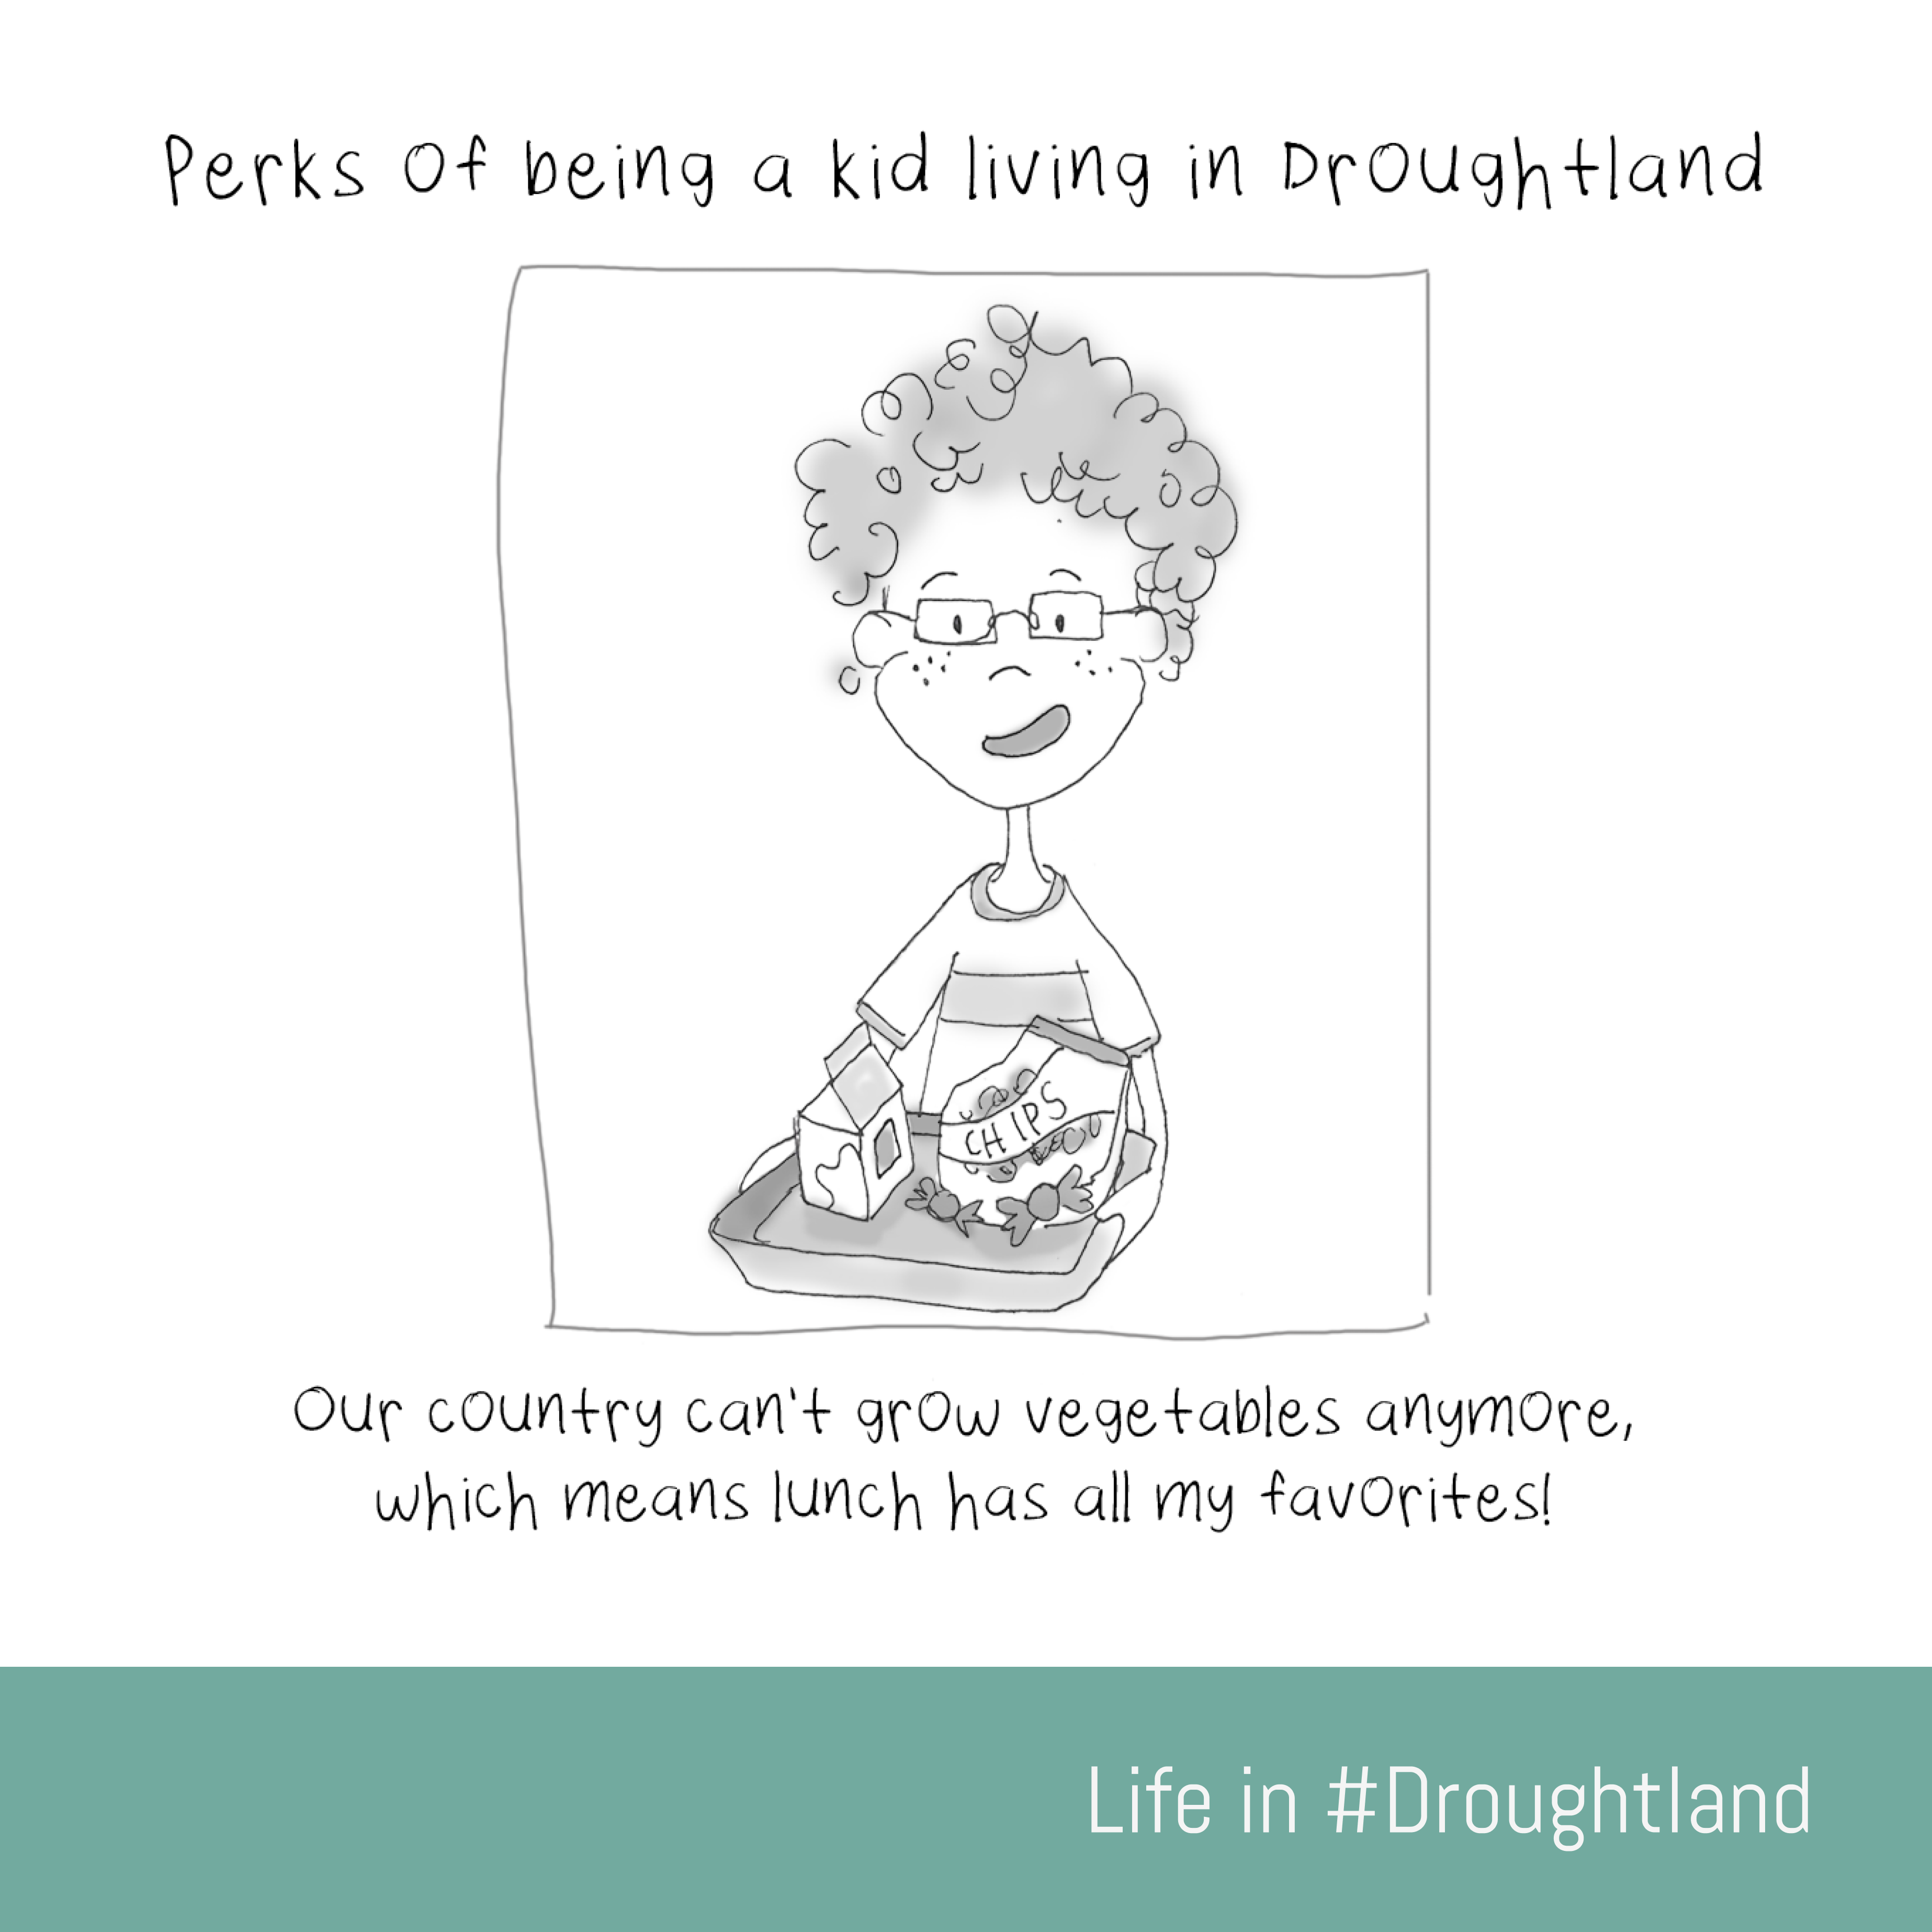 Perks Of being a kid living in Droughtland
CHIPS
Our country can't grow vegetables anymore,
which means lunch has all my favorites!
Life in #Droughtland